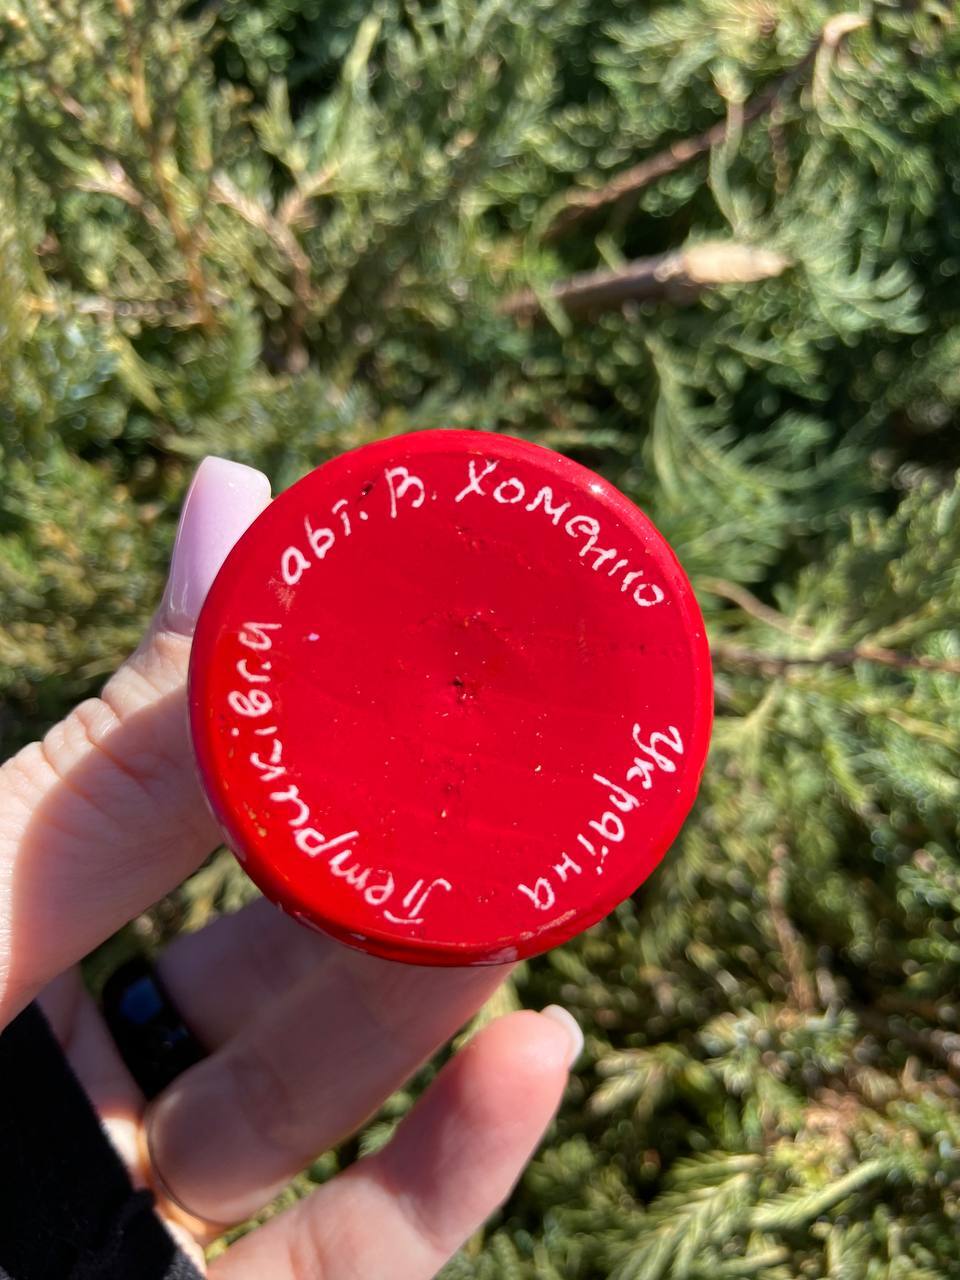 Петриківка
авт. В. Хоменко
Україна